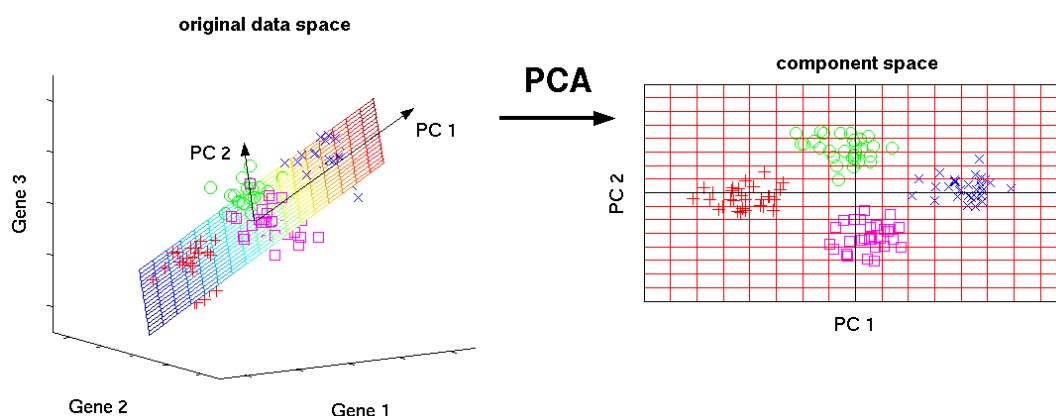 original data space
PC 1
PC 2
Gene 3
Gene 2
Gene 1
PCA
component space
PC 2
PC 1